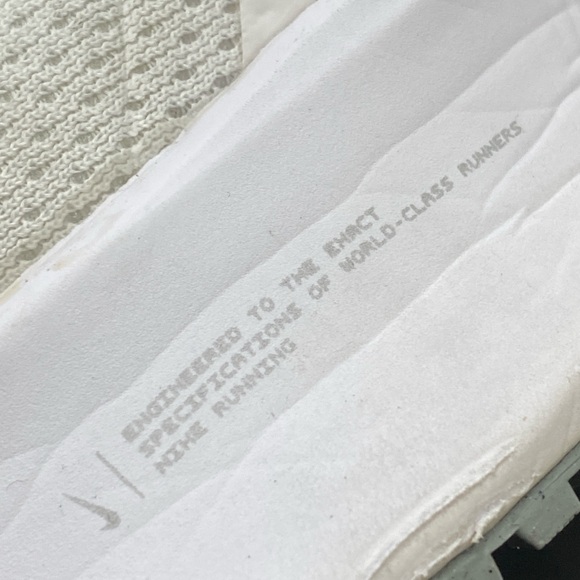 ENGINEERED TO THE EXACT
SPECIFICATIONS OF WORLD-CLASS RUNNERS
NIKE RUNNING